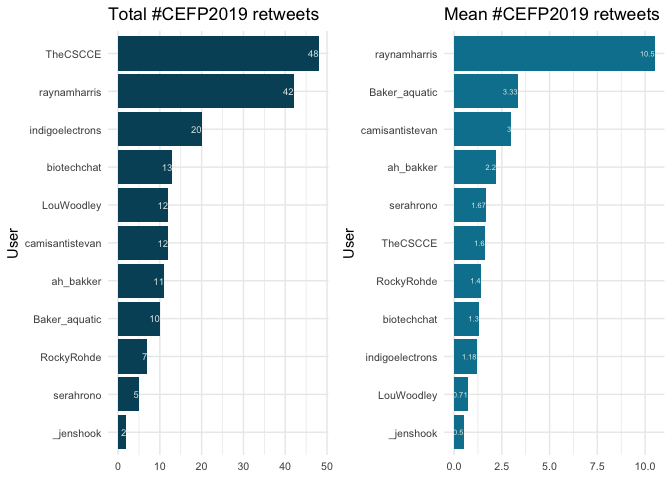 Total #CEFP2019 retweets
User
TheCSCCE 48
raynamharris 42
indigoelectrons 20
biotechchat 13
LouWoodley 12
camisantistevan 12
ah_bakker 11
Baker_aquatic 10
RockyRohde 7
serahrono 5
_jenshook 2
0 10 20 30 40 50
Mean #CEFP2019 retweets
User
raynamharris 10.5
Baker_aquatic 3.33
camisantistevan 3
ah_bakker 2.2
serahrono 1.67
TheCSCCE 1.6
RockyRohde 1.4
biotechchat 1.3
indigoelectrons 1.18
LouWoodley 0.71
_jenshook 0.5
0.0 2.5 5.0 7.5 10.0